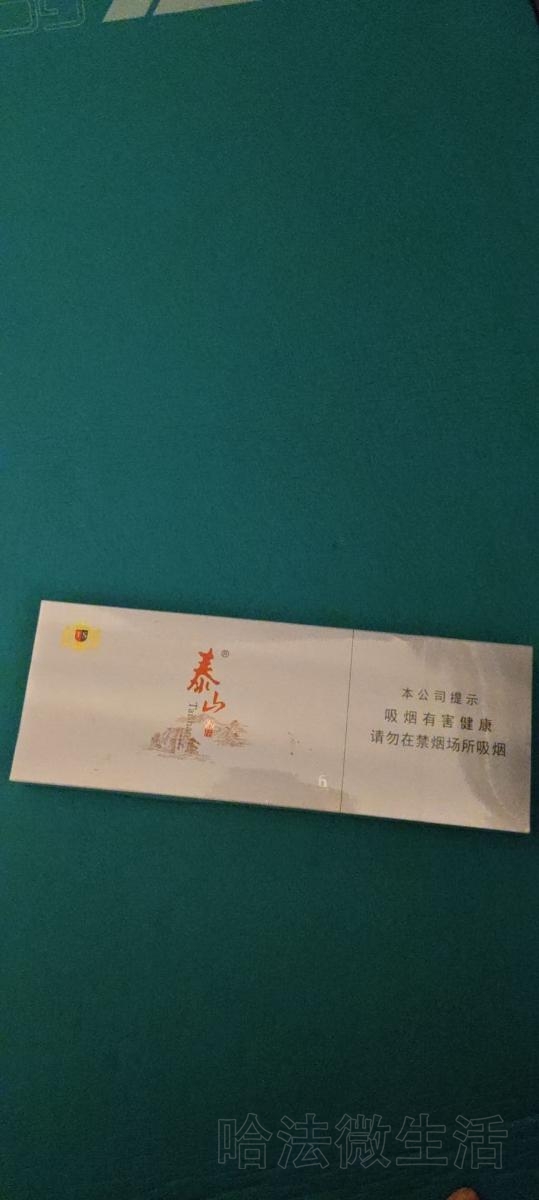 泰山®
Taishan
6
本公司提示
吸烟有害健康
请勿在禁烟场所吸烟
哈法微生活